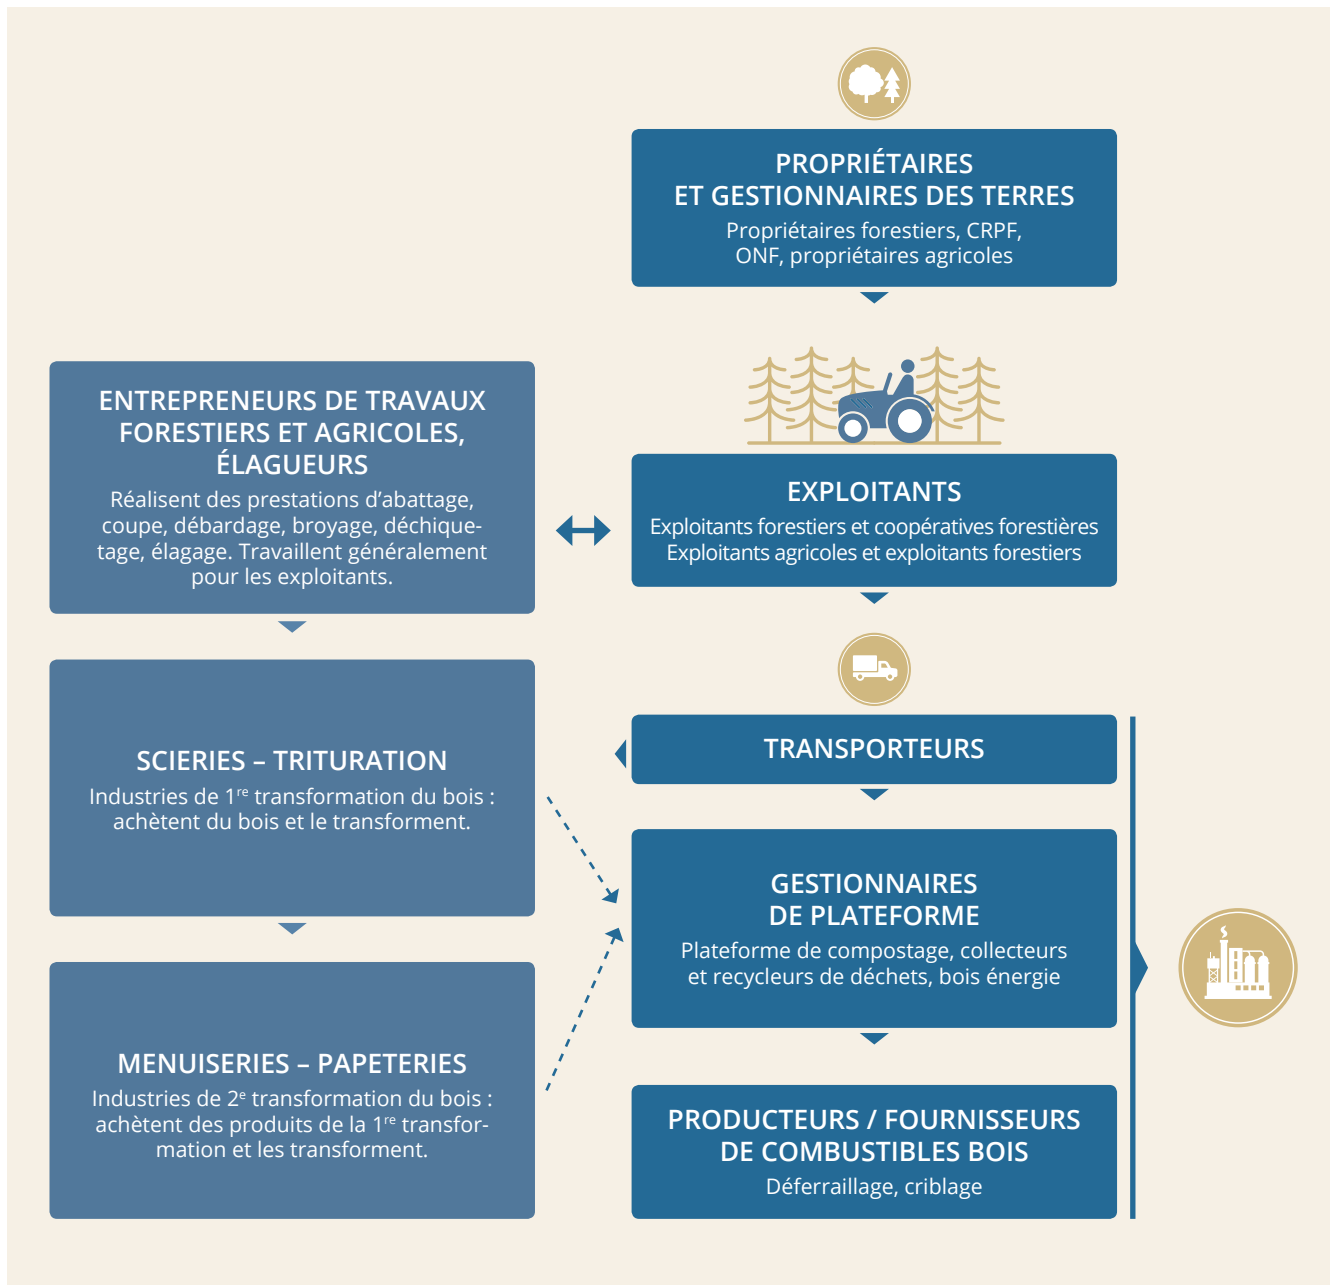 PROPRIÉTAIRES
ET GESTIONNAIRES DES TERRES
Propriétaires forestiers, CRPF,
ONF, propriétaires agricoles
ENTREPRENEURS DE TRAVAUX
FORESTIERS ET AGRICOLES,
ÉLAGUEURS
Réalisent des prestations d’abattage,
coupe, débardage, broyage, déchique-
tage, élagage. Travaillent généralement
pour les exploitants.
EXPLOITANTS
Exploitants forestiers et coopératives forestières
Exploitants agricoles et exploitants forestiers
SCIERIES – TRITURATION
Industries de 1re transformation du bois :
achètent du bois et le transforment.
TRANSPORTEURS
GESTIONNAIRES
DE PLATEFORME
Plateforme de compostage, collecteurs
et recycleurs de déchets, bois énergie
MENUISERIES – PAPETERIES
Industries de 2e transformation du bois :
achètent des produits de la 1re transfor-
mation et les transforment.
PRODUCTEURS / FOURNISSEURS
DE COMBUSTIBLES BOIS
Déferraillage, criblage